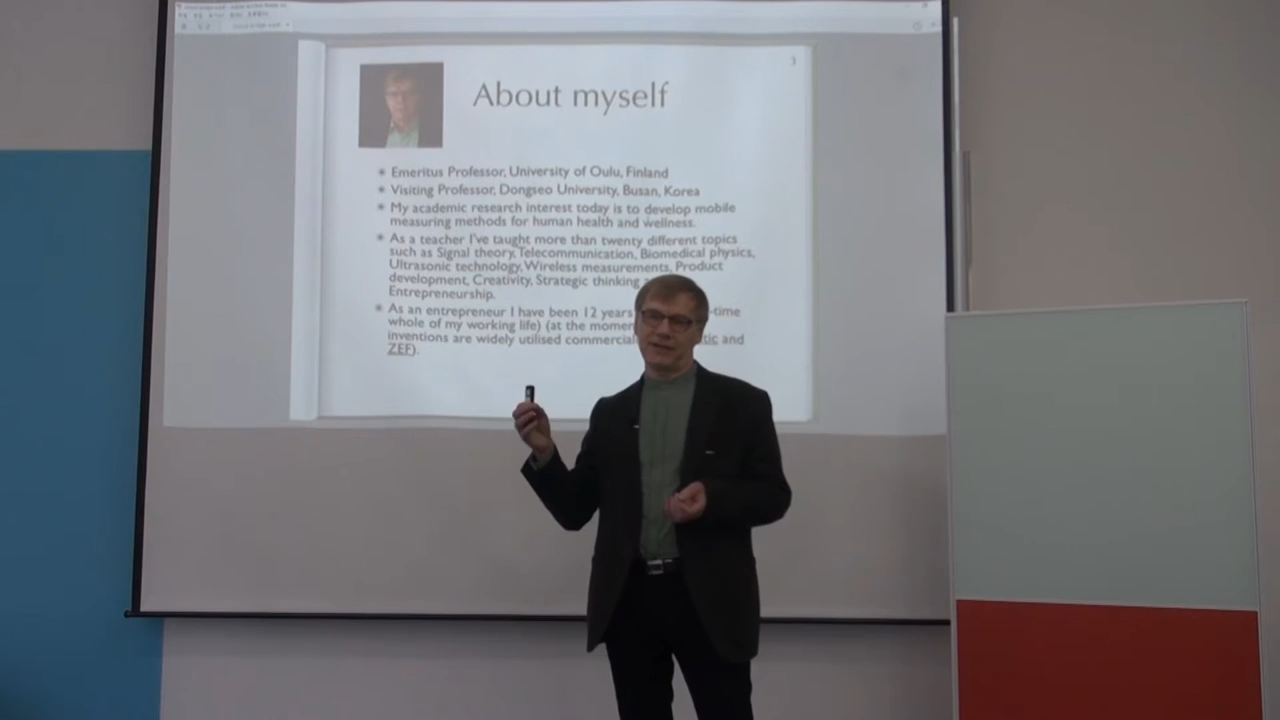 3
About myself
Emeritus Professor, University of Oulu, Finland
Visiting Professor, Dongseo University, Busan, Korea
My academic research interest today is to develop mobile
measuring methods for human health and wellness.
As a teacher I've taught more than twenty different topics
such as Signal theory, Telecommunication, Biomedical physics,
Ultrasonic technology, Wireless measurements, Product
development, Creativity, Strategic thinking
Entrepreneurship.
As an entrepreneur I have been 12 years -time
whole of my working life) (at the
inventions are widely utilised and
ZEF).